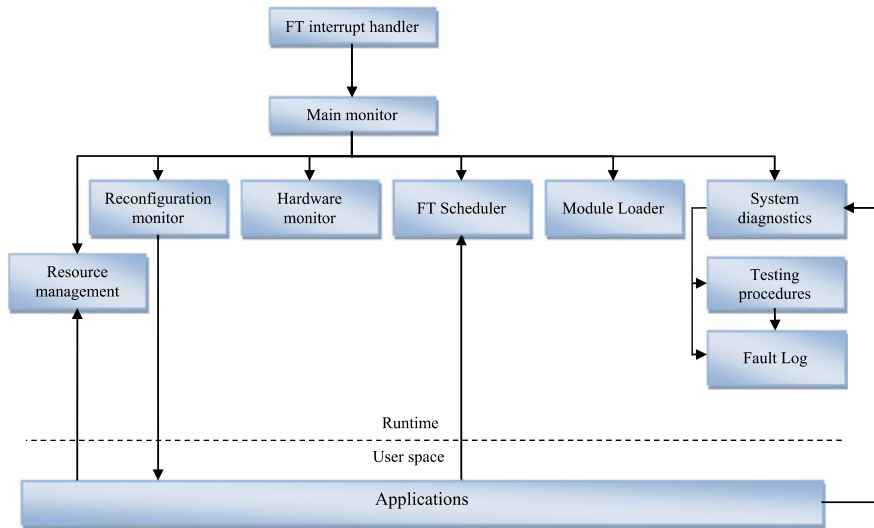 FT interrupt handler
Main monitor
Reconfiguration
monitor
Hardware
monitor
FT Scheduler
Module Loader
System
diagnostics
Resource
management
Testing
procedures
Fault Log
Runtime
User space
Applications